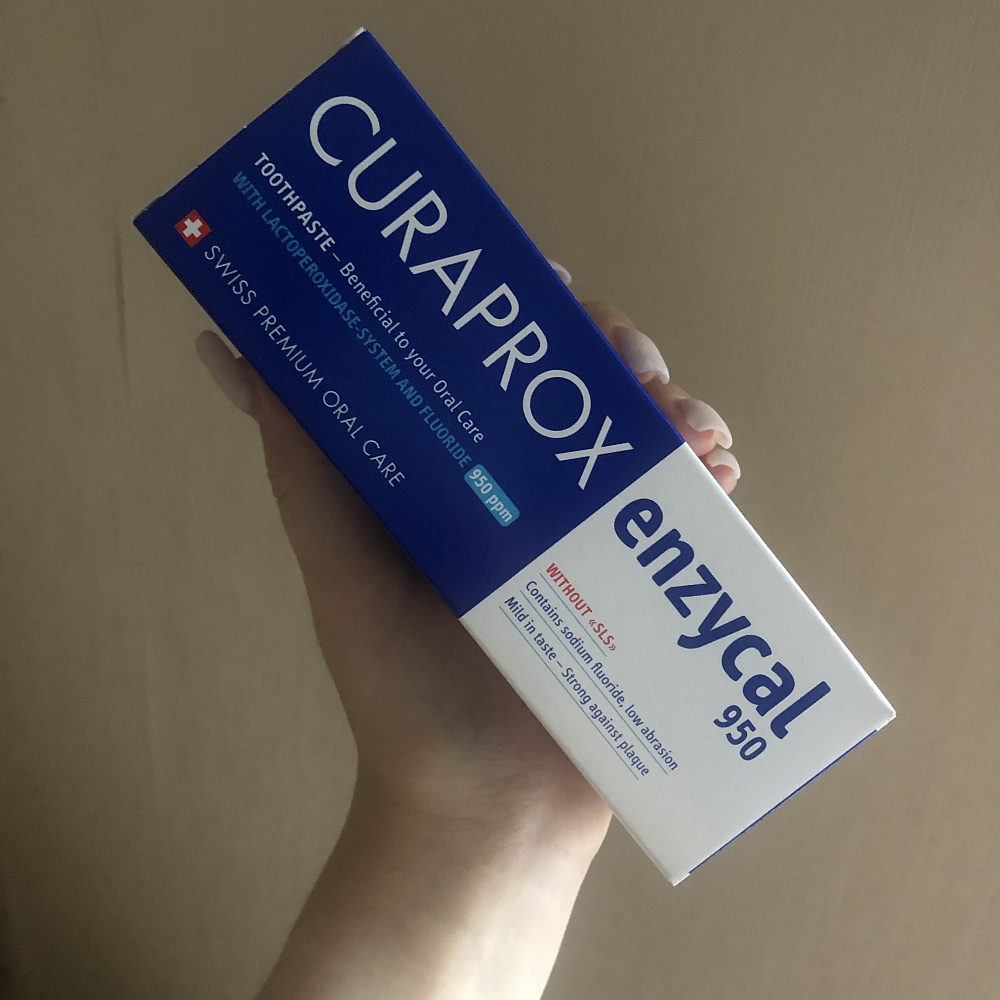 CURAPROX
TOOTHPASTE – Beneficial to your Oral Care
WITH LACTOPEROXIDASE-SYSTEM AND FLUORIDE 950 ppm
SWISS PREMIUM ORAL CARE
enzycal
950
WITHOUT «SLS»
Contains sodium fluoride, low abrasion
Mild in taste – Strong against plaque